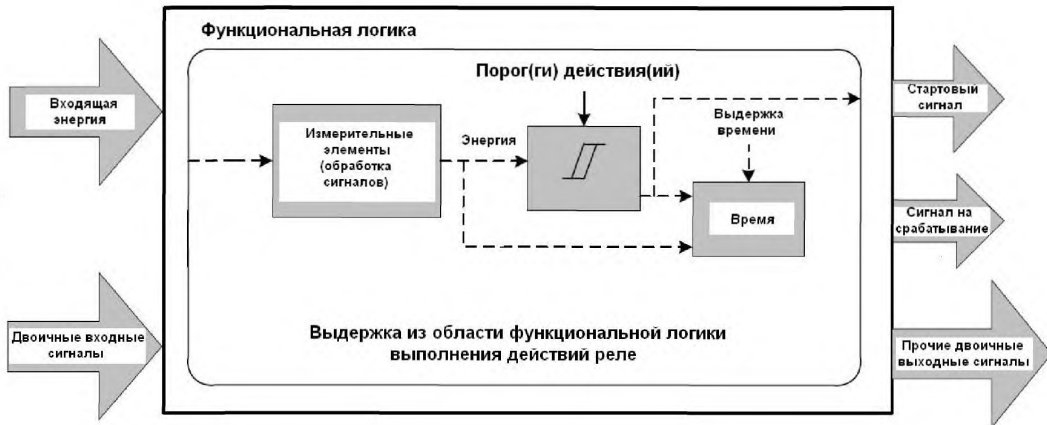 Функциональная логика
Порог(ги) действия(ий)
Входящая
энергия
Стартовый
сигнал
Измерительные
элементы
(обработка
сигналов)
Энергия
Выдержка
времени
Время
Сигнал на
срабатывание
Двоичные входные
сигналы
Выдержка из области функциональной логики
выполнения действий реле
Прочие двоичные
выходные сигналы